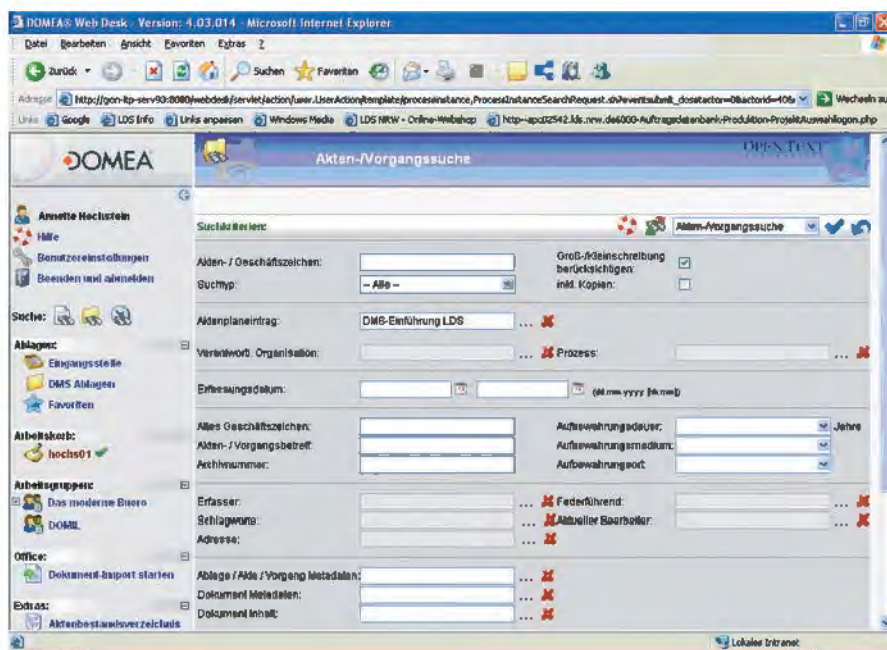 DOMEA® Web Desk - Version: 4.03.014 - Microsoft Internet Explorer
Datei Bearbeiten Ansicht Favoriten Extras ?
Zurück Suchen Favoriten
Adresse Wechseln zu
Links Google LDS Info Links anpassen Windows Media LDS NRW - Online-Webshop
DOMEA
Akten-/Vorgangssuche
OPEN TEXT
Annette Hochstein
Hilfe
Benutzereinstellungen
Beenden und abmelden
Suche:
Ablagen:
Eingangsstelle
DMS Ablagen
Favoriten
Arbeitskorb:
hochs01
Arbeitsgruppen:
Das moderne Buero
DOMIL
Office:
Dokument-Import starten
Extras:
Aktenbestandsverzeichnis
Suchkriterien:
Akten-/Vorgangssuche
Akten- / Geschäftszeichen:
Groß-/Kleinschreibung berücksichtigen:
Suchtyp:
-- Alle --
inkl. Kopien:
Aktenplaneintrag:
DMS-Einführung LDS
...
Verantwortl. Organisation:
...
Prozess:
...
Erfassungsdatum:
(dd.mm.yyyy [hh:mm])
Altes Geschäftszeichen:
Aufbewahrungsdauer:
Jahre
Akten- / Vorgangsbetreff:
Aufbewahrungsmedium:
Archivnummer:
Aufbewahrungsort:
Erfasser:
...
Federführend:
...
Schlagworte:
...
Aktueller Bearbeiter:
...
Adresse:
...
Ablage / Akte / Vorgang Metadaten:
...
Dokument Metadaten:
...
Dokument Inhalt:
...
Lokales Intranet